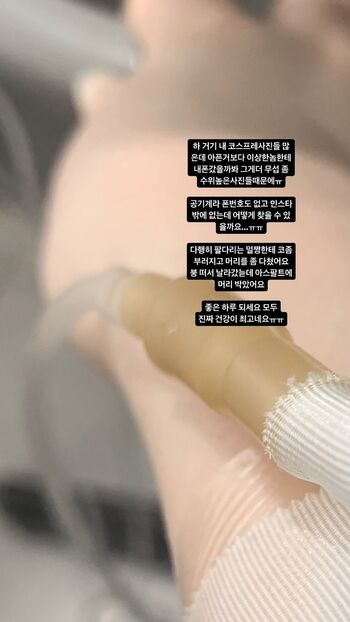 하 거기 내 코스프레사진들 많
은데 아픈거보다 이상한놈한테
내폰갔을까봐 그게더 무섭 좀
수위높은사진들때문에ㅠ
공기계라 폰번호도 없고 인스타
밖에 없는데 어떻게 찾을 수 있
을까요...ㅠㅠ
다행히 팔다리는 멀쩡한테 코좀
부러지고 머리를 좀 다쳤어요
붕 떠서 날라갔는데 아스팔트에
머리 박았어요
좋은 하루 되세요 모두
진짜 건강이 최고네요ㅠㅠ